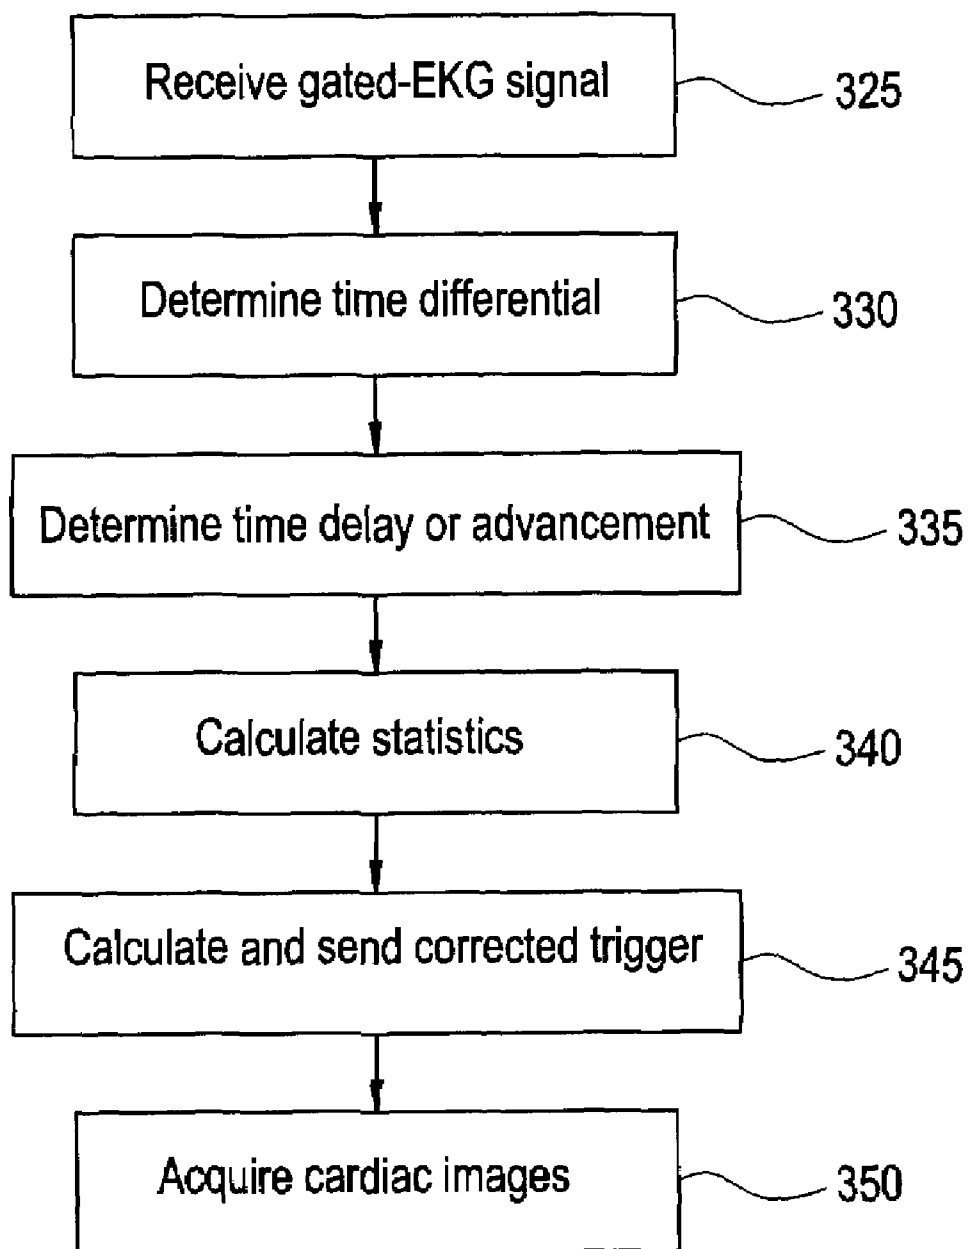 Receive gated-EKG signal
325
Determine time differential
330
Determine time delay or advancement
335
Calculate statistics
340
Calculate and send corrected trigger
345
Acquire cardiac images
350